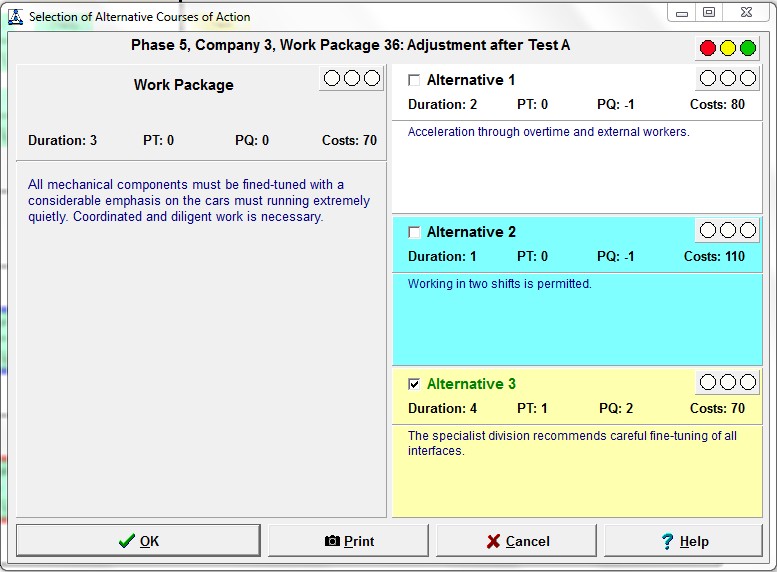 Selection of Alternative Courses of Action
Phase 5, Company 3, Work Package 36: Adjustment after Test A
Work Package
Duration: 3 PT: 0 PQ: 0 Costs: 70
All mechanical components must be fined-tuned with a
considerable emphasis on the cars must running extremely
quietly. Coordinated and diligent work is necessary.
Alternative 1
Duration: 2 PT: 0 PQ: -1 Costs: 80
Acceleration through overtime and external workers.
Alternative 2
Duration: 1 PT: 0 PQ: -1 Costs: 110
Working in two shifts is permitted.
Alternative 3
Duration: 4 PT: 1 PQ: 2 Costs: 70
The specialist division recommends careful fine-tuning of all
interfaces.
OK Print Cancel Help